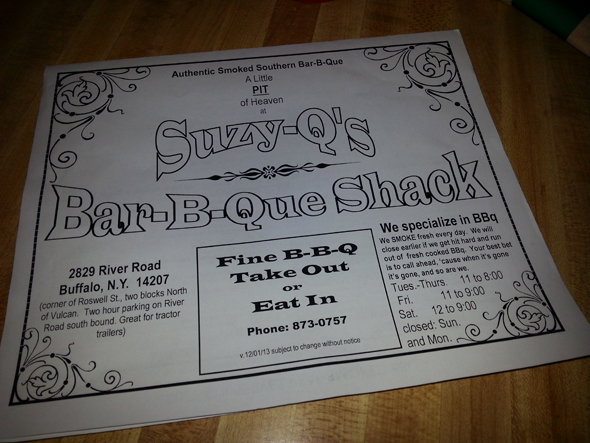 Authentic Smoked Southern Bar-B-Que
A Little
PIT
of Heaven
at
Suzy-Q's
Bar-B-Que Shack
2829 River Road
Buffalo, N.Y. 14207
(corner of Roswell St., two blocks North
of Vulcan. Two hour parking on River
Road south bound. Great for tractor
trailers)
Fine B-B-Q
Take Out
or
Eat In
Phone: 873-0757
v.12/01/13 subject to change without notice
We specialize in BBq
We SMOKE fresh every day. We will
close earlier if we get hit hard and run
out of fresh cooked BBq. Your best bet
is to call ahead, 'cause when it's gone
it's gone, and so are we.
Tues.-Thurs. 11 to 8:00
Fri. 11 to 9:00
Sat. 12 to 9:00
closed: Sun.
and Mon.